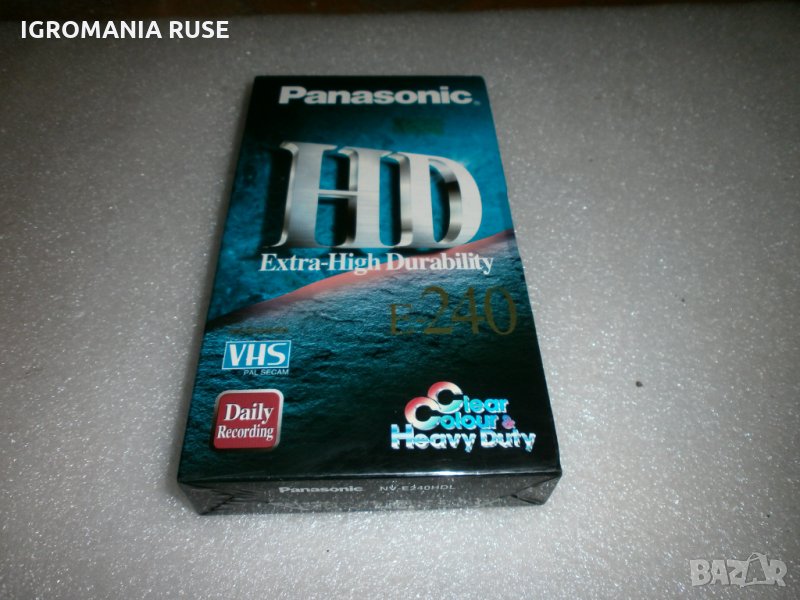 IGROMANIA RUSE
Panasonic
HD
Extra-High Durability
E-240
VHS
PAL SECAM
Daily
Recording
Clear
Colour &
Heavy Duty
Panasonic NV-E240HDL
BAZAR